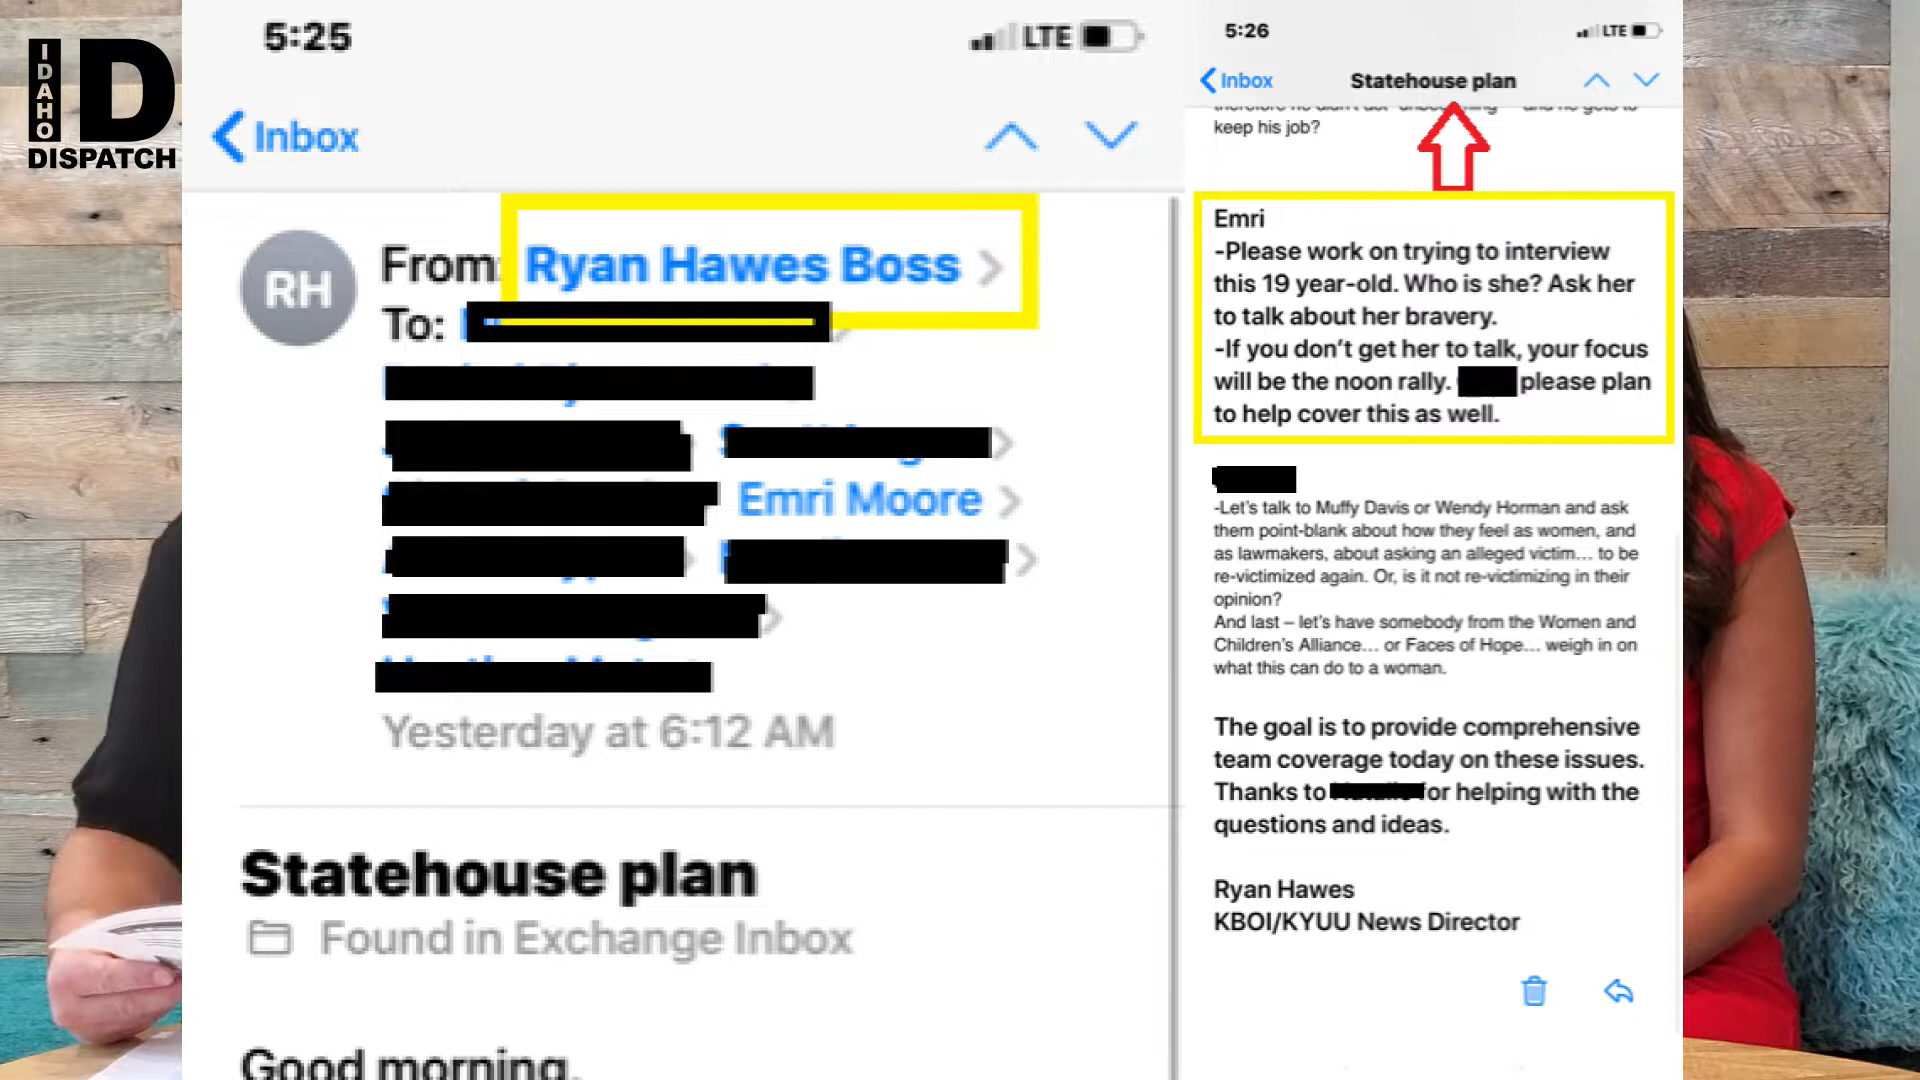 IDAHO
ID
DISPATCH
5:25
LTE
Inbox
From: Ryan Hawes Boss
To:
Emri Moore
Yesterday at 6:12 AM
Statehouse plan
Found in Exchange Inbox
Good morning,
RH
5:26
LTE
Inbox
Statehouse plan
keep his job?
Emri
-Please work on trying to interview
this 19 year-old. Who is she? Ask her
to talk about her bravery.
-If you don’t get her to talk, your focus
will be the noon rally. please plan
to help cover this as well.
-Let’s talk to Muffy Davis or Wendy Horman and ask
them point-blank about how they feel as women, and
as lawmakers, about asking an alleged victim… to be
re-victimized again. Or, is it not re-victimizing in their
opinion?
And last – let’s have somebody from the Women and
Children’s Alliance… or Faces of Hope… weigh in on
what this can do to a woman.
The goal is to provide comprehensive
team coverage today on these issues.
Thanks to for helping with the
questions and ideas.
Ryan Hawes
KBOI/KYUU News Director